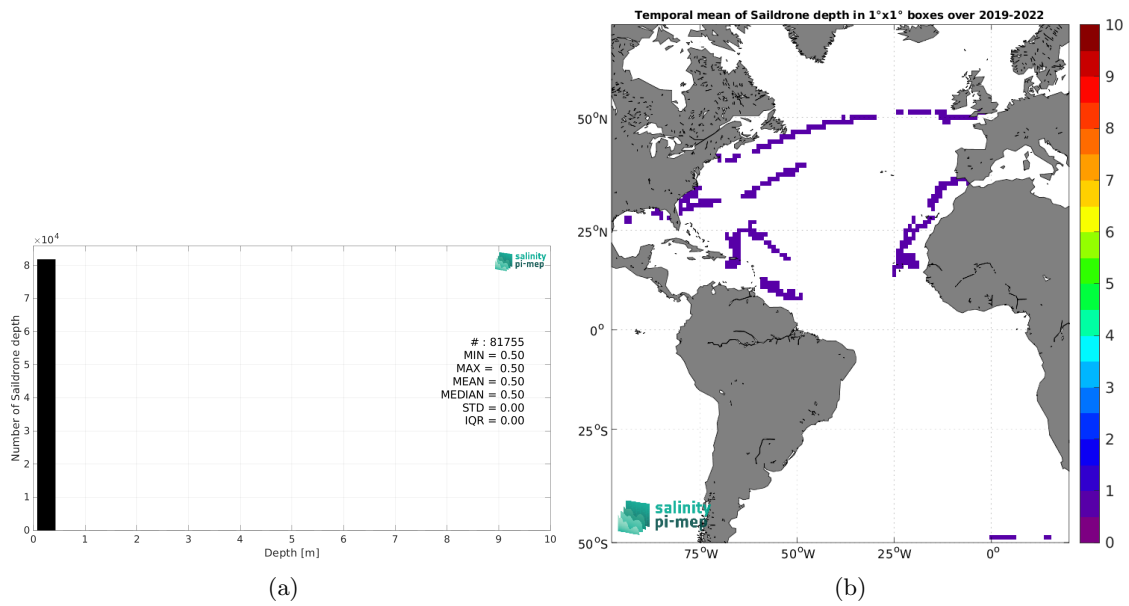 ×10⁴
8
7
6
5
4
3
2
1
0
Number of Saildrone depth
0 1 2 3 4 5 6 7 8 9 10
Depth [m]
salinity
pi-mep
# : 81755
MIN = 0.50
MAX = 0.50
MEAN = 0.50
MEDIAN = 0.50
STD = 0.00
IQR = 0.00
(a)
Temporal mean of Saildrone depth in 1°x1° boxes over 2019-2022
50°N
25°N
0°
25°S
50°S
75°W 50°W 25°W 0°
salinity
pi-mep
10
9
8
7
6
5
4
3
2
1
0
(b)